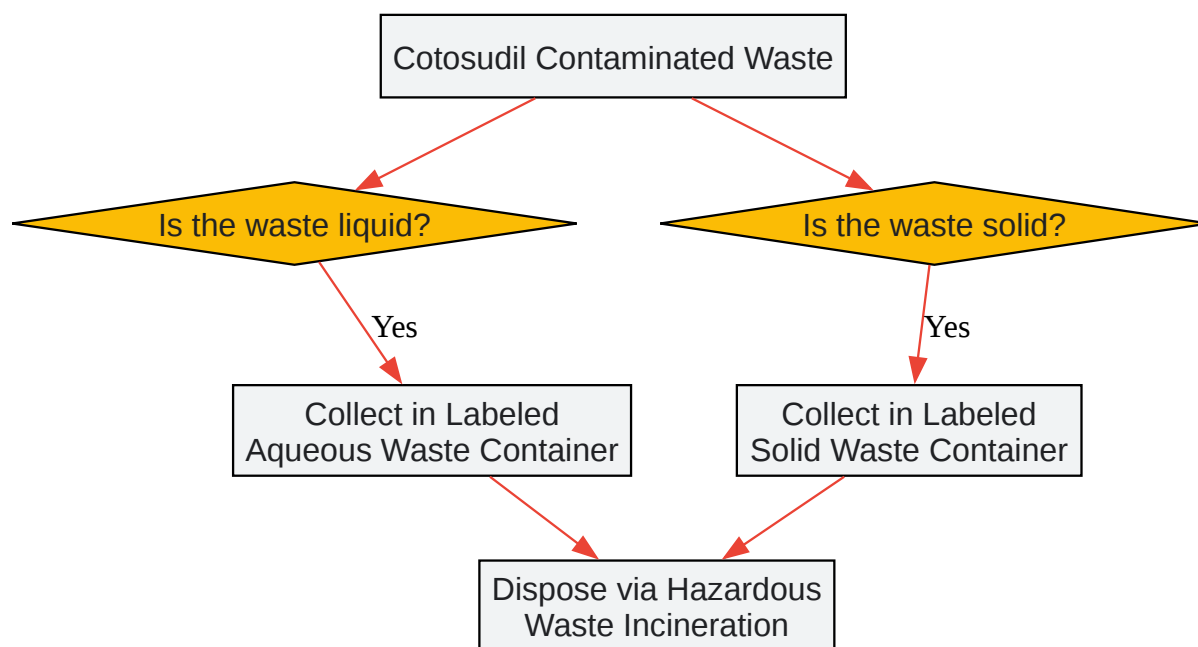 Cotosudil Contaminated Waste
Is the waste liquid?
Is the waste solid?
Yes
Yes
Collect in Labeled
Aqueous Waste Container
Collect in Labeled
Solid Waste Container
Dispose via Hazardous
Waste Incineration